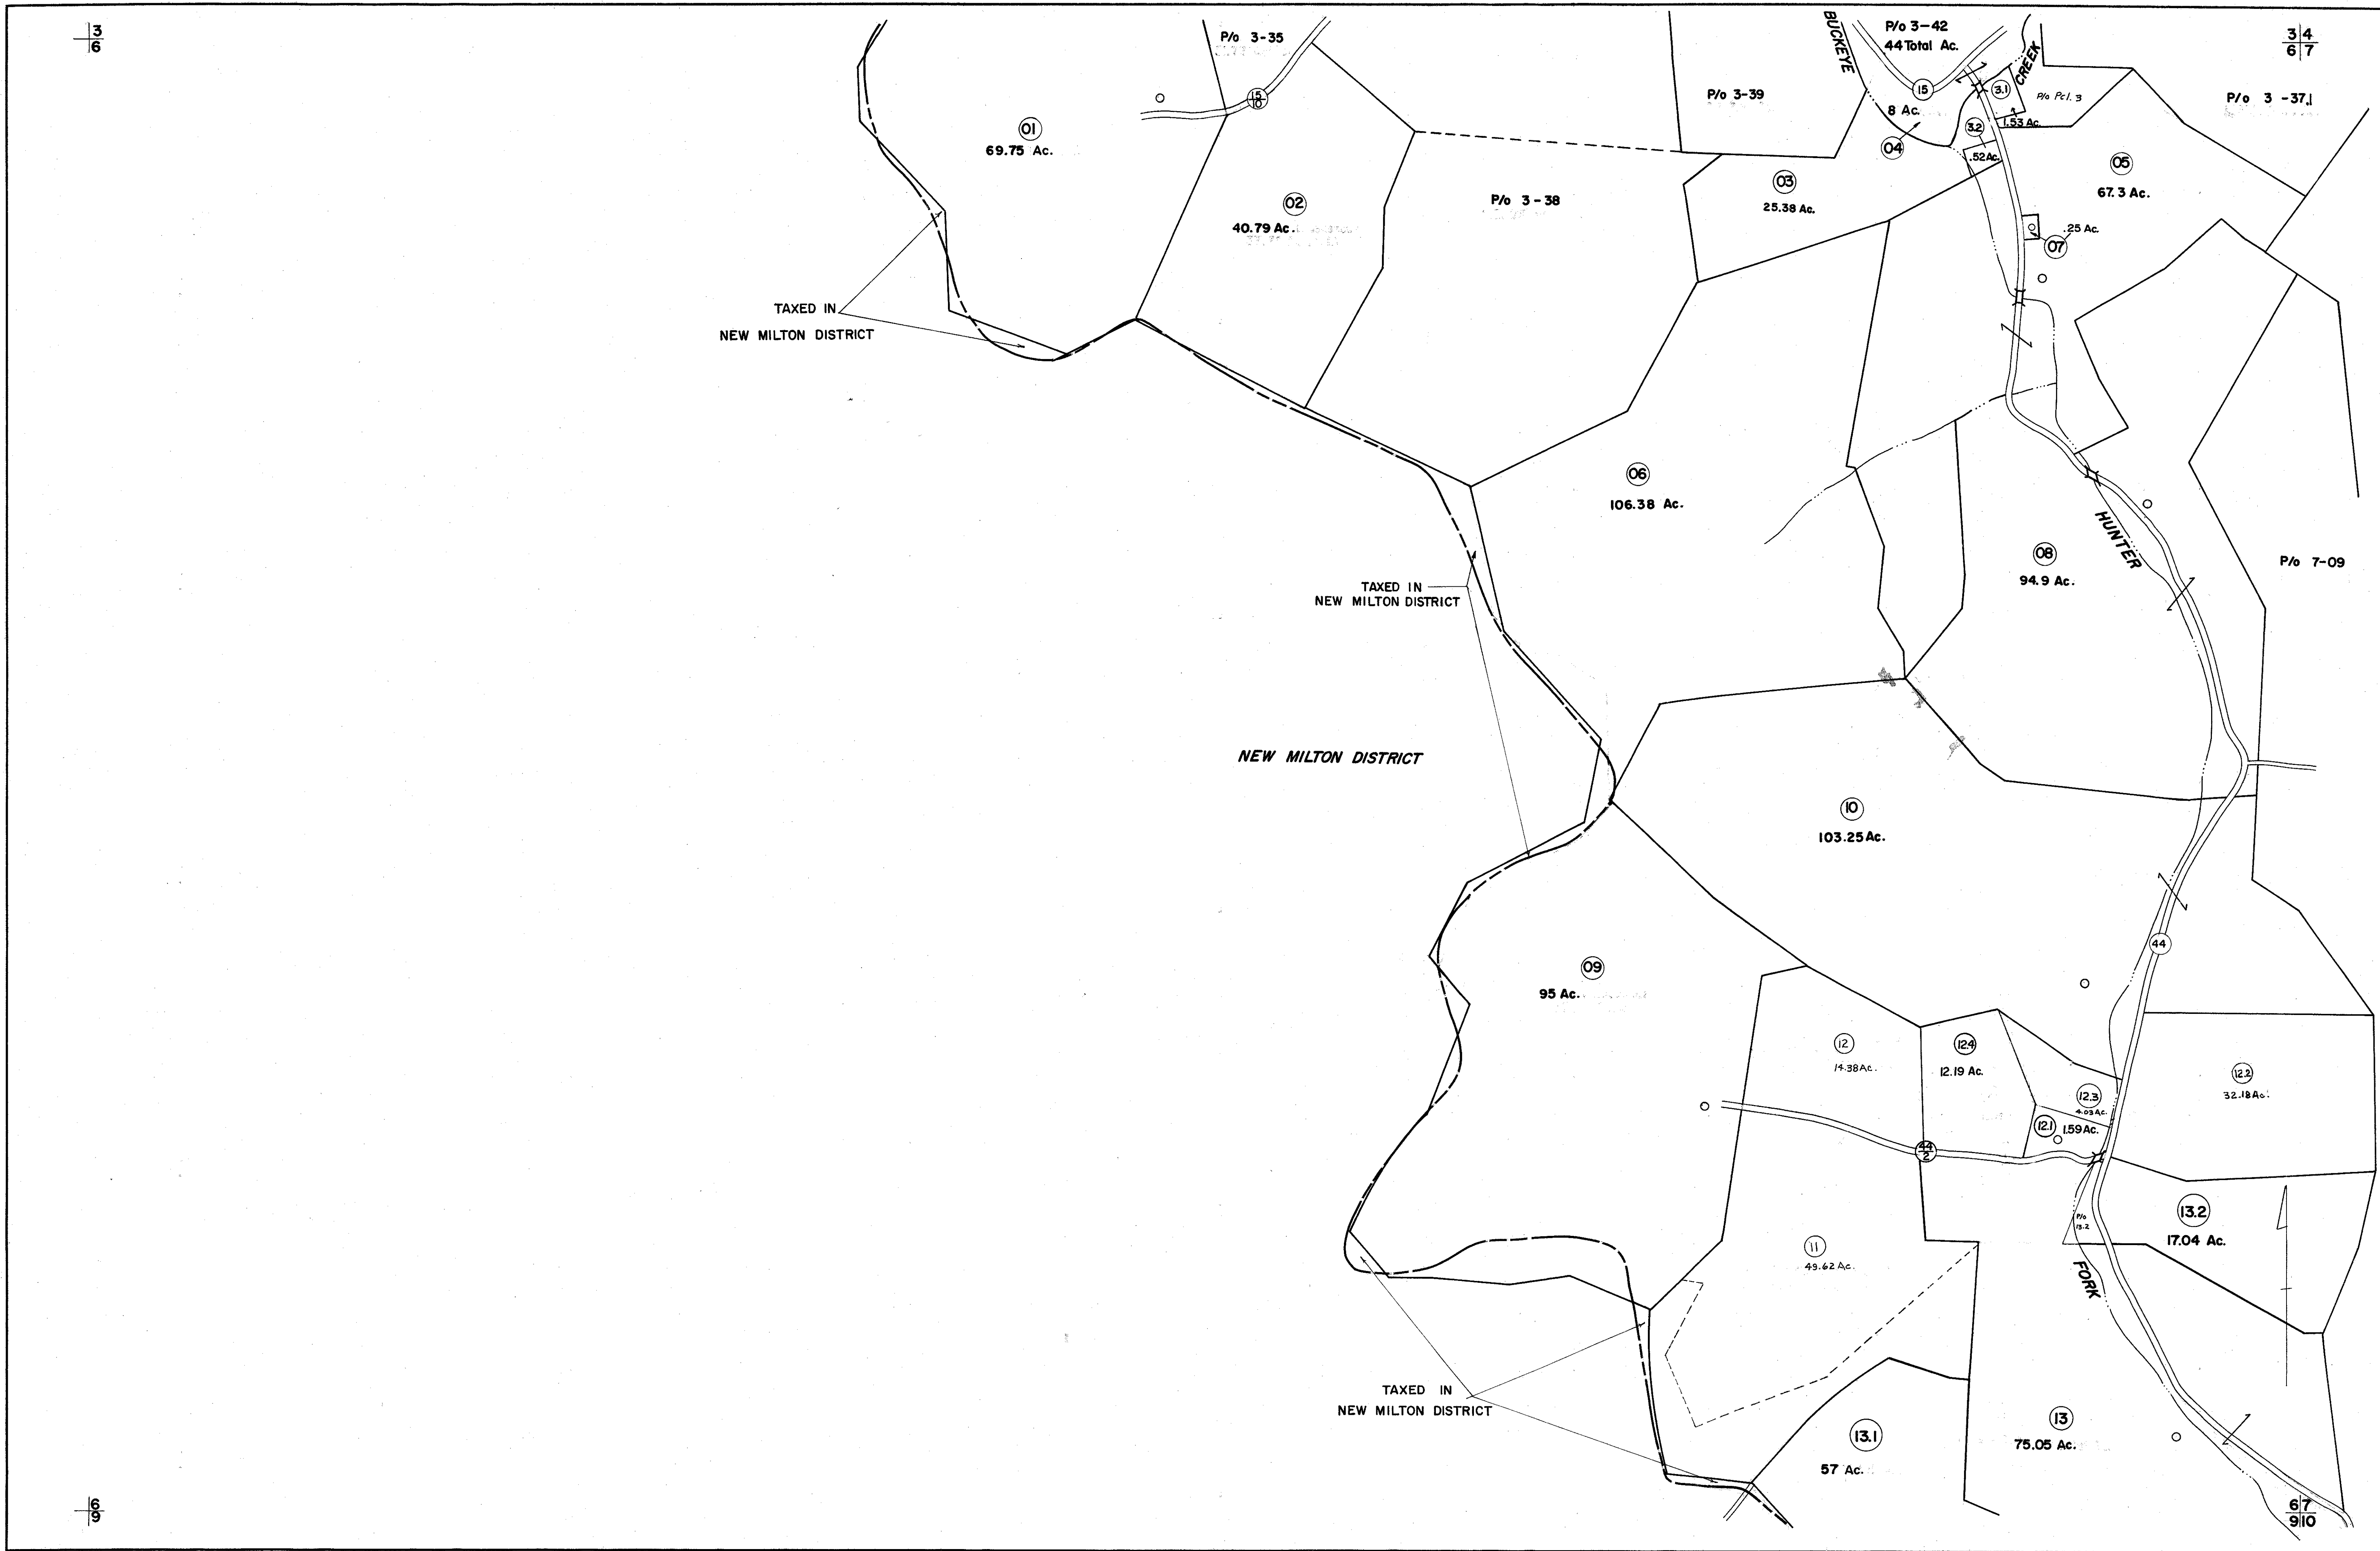 3
6
P/o 3-35
15
10
01
69.75 Ac.
02
40.79 Ac.
P/o 3-38
P/o 3-39
BUCKEYE
P/o 3-42
44 Total Ac.
CREEK
15
3.1
P/o Pcl. 3
1.53 Ac.
8 Ac.
04
3.2
.52 Ac.
3 4
6 7
P/o 3-37.1
03
25.38 Ac.
05
67.3 Ac.
.25 Ac.
07
TAXED IN
NEW MILTON DISTRICT
06
106.38 Ac.
HUNTER
08
94.9 Ac.
P/o 7-09
TAXED IN
NEW MILTON DISTRICT
NEW MILTON DISTRICT
10
103.25 Ac.
44
09
95 Ac.
12
14.38 Ac.
12.4
12.19 Ac.
12.3
4.03 Ac.
12.1
1.59 Ac.
12.2
32.18 Ac.
44
2
P/o
13.2
13.2
17.04 Ac.
11
49.62 Ac.
FORK
TAXED IN
NEW MILTON DISTRICT
13.1
57 Ac.
13
75.05 Ac.
6
9
6 7
9 10